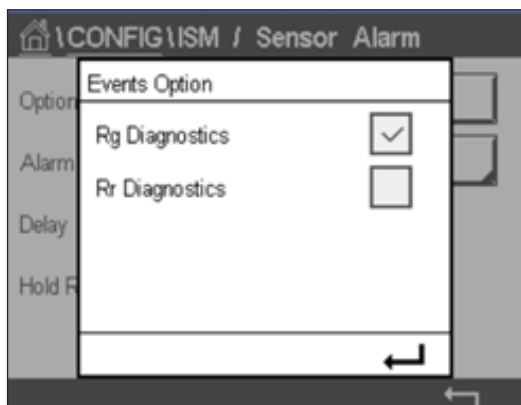 \CONFIG\ISM / Sensor Alarm
Events Option
Option
Rg Diagnostics
Alarm
Rr Diagnostics
Delay
Hold R